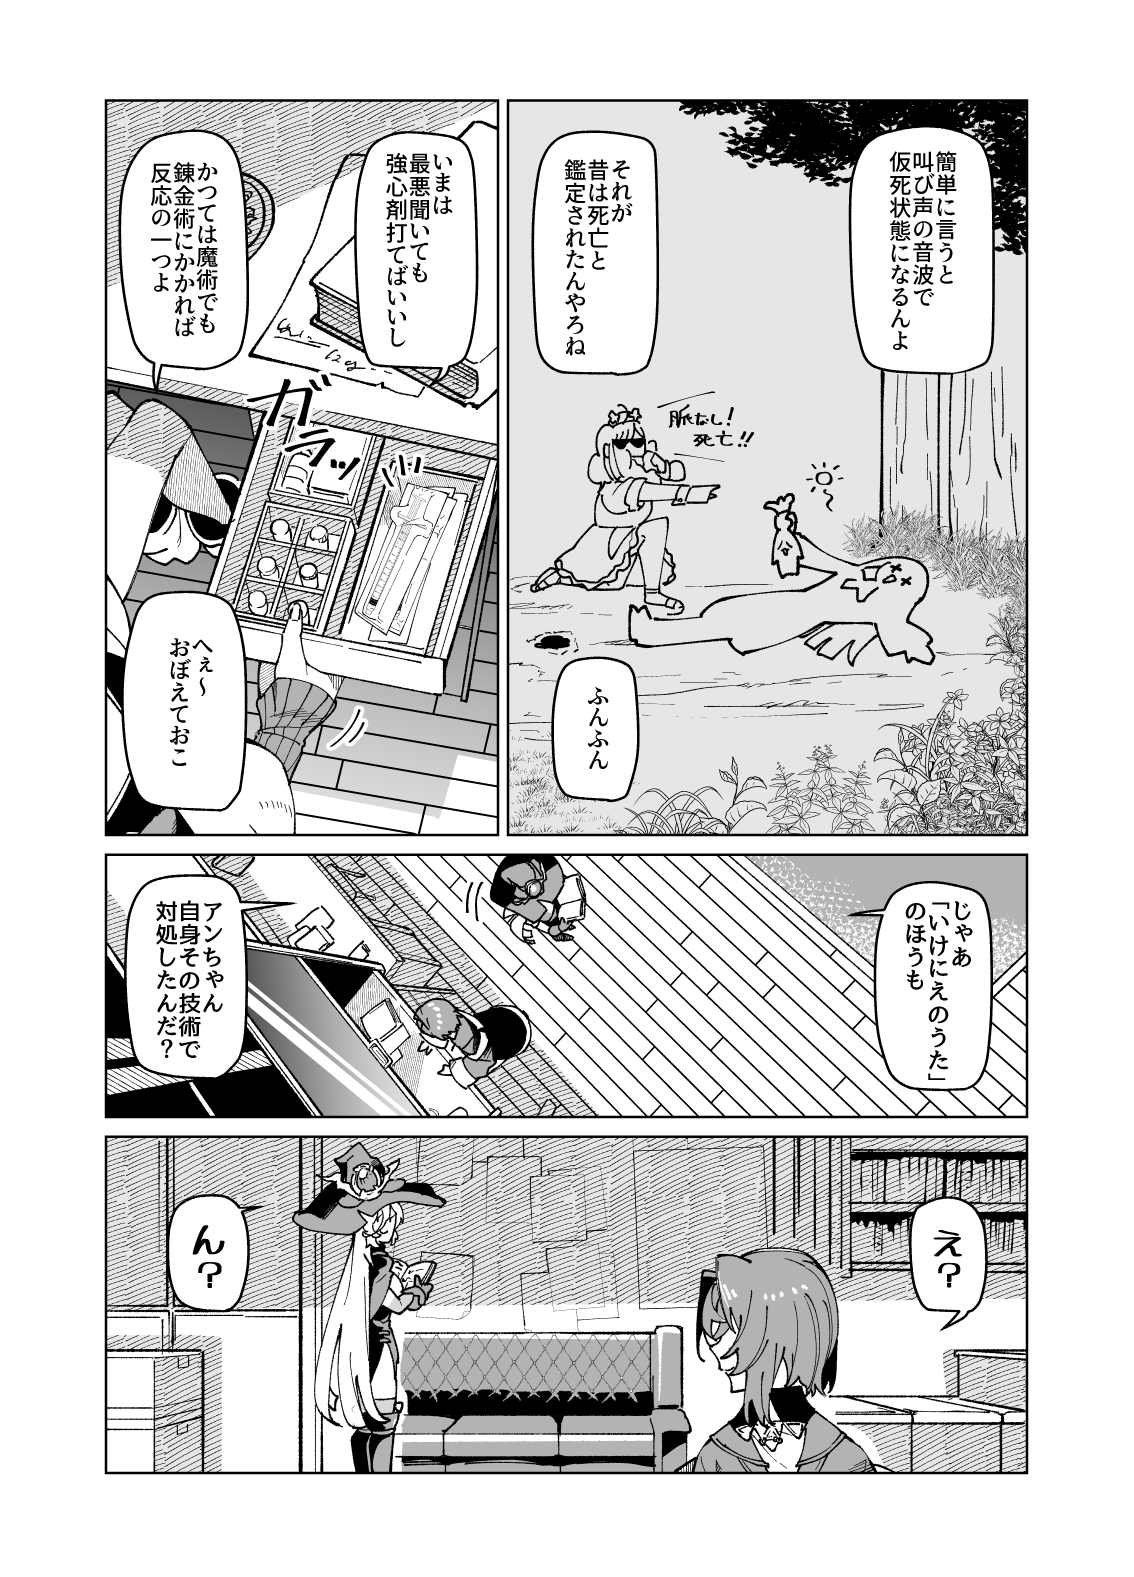 簡単に言うと
叫び声の音波で
仮死状態になるんよ
それが
昔は死亡と
鑑定されたんやろね
脈なし!
死亡!!
ふんふん
いまは
最悪聞いても
強心剤打てばいいし
かつては魔術でも
錬金術にかかれば
反応の一つよ
ガラッ
へぇ〜
おぼえておこ
じゃあ
「いけにえのうた」
のほうも
アンちゃん
自身その技術で
対処したんだ?
え?
ん?